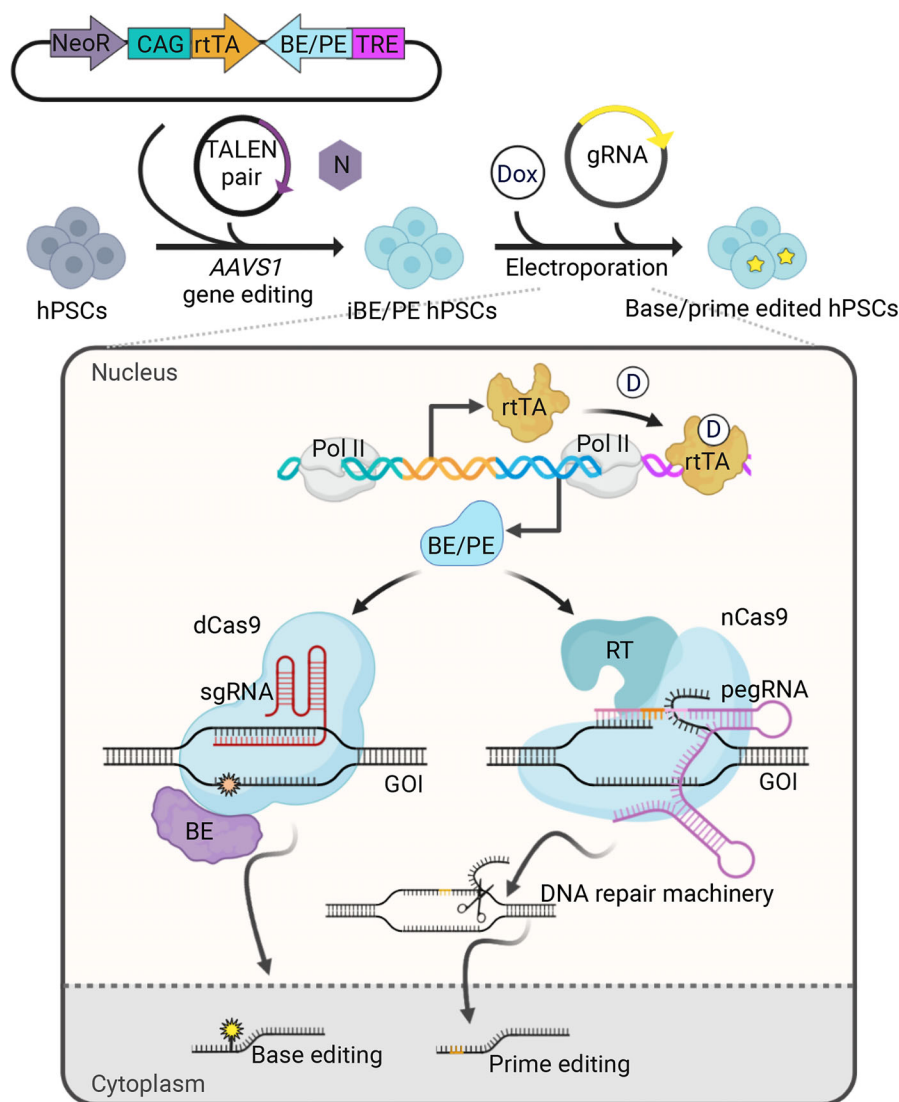 NeoR CAG rtTA BE/PE TRE
TALEN
pair
N
Dox
gRNA
hPSCs
AAVS1
gene editing
iBE/PE hPSCs
Electroporation
Base/prime edited hPSCs
Nucleus
rtTA
D
Pol II
Pol II
D
rtTA
BE/PE
dCas9
sgRNA
GOI
BE
RT
nCas9
pegRNA
GOI
DNA repair machinery
Base editing
Prime editing
Cytoplasm